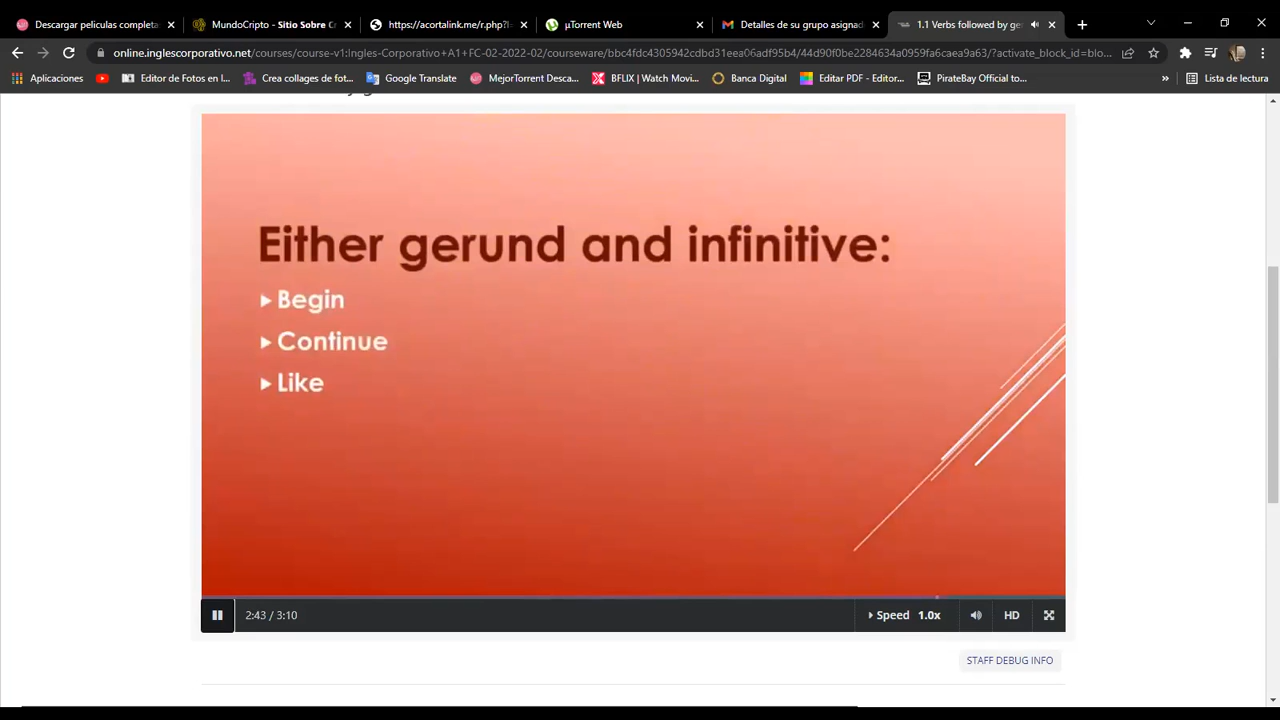 Descargar peliculas completa
MundoCripto - Sitio Sobre Cr
https://acortalink.me/r.php?l=
µTorrent Web
Detalles de su grupo asignad
1.1 Verbs followed by ge
online.inglescorporativo.net/courses/course-v1:Ingles-Corporativo+A1+FC-02-2022-02/courseware/bbc4fdc4305942cdbd31eea06adf95b4/44d90f0be2284634a0959fa6caea9a63/?activate_block_id=blo...
Aplicaciones
Editor de Fotos en l...
Crea collages de fot...
Google Translate
MejorTorrent Desca...
BFLIX | Watch Movi...
Banca Digital
Editar PDF - Editor...
PirateBay Official to...
»
Lista de lectura
Either gerund and infinitive:
Begin
Continue
Like
2:43 / 3:10
Speed 1.0x
HD
STAFF DEBUG INFO